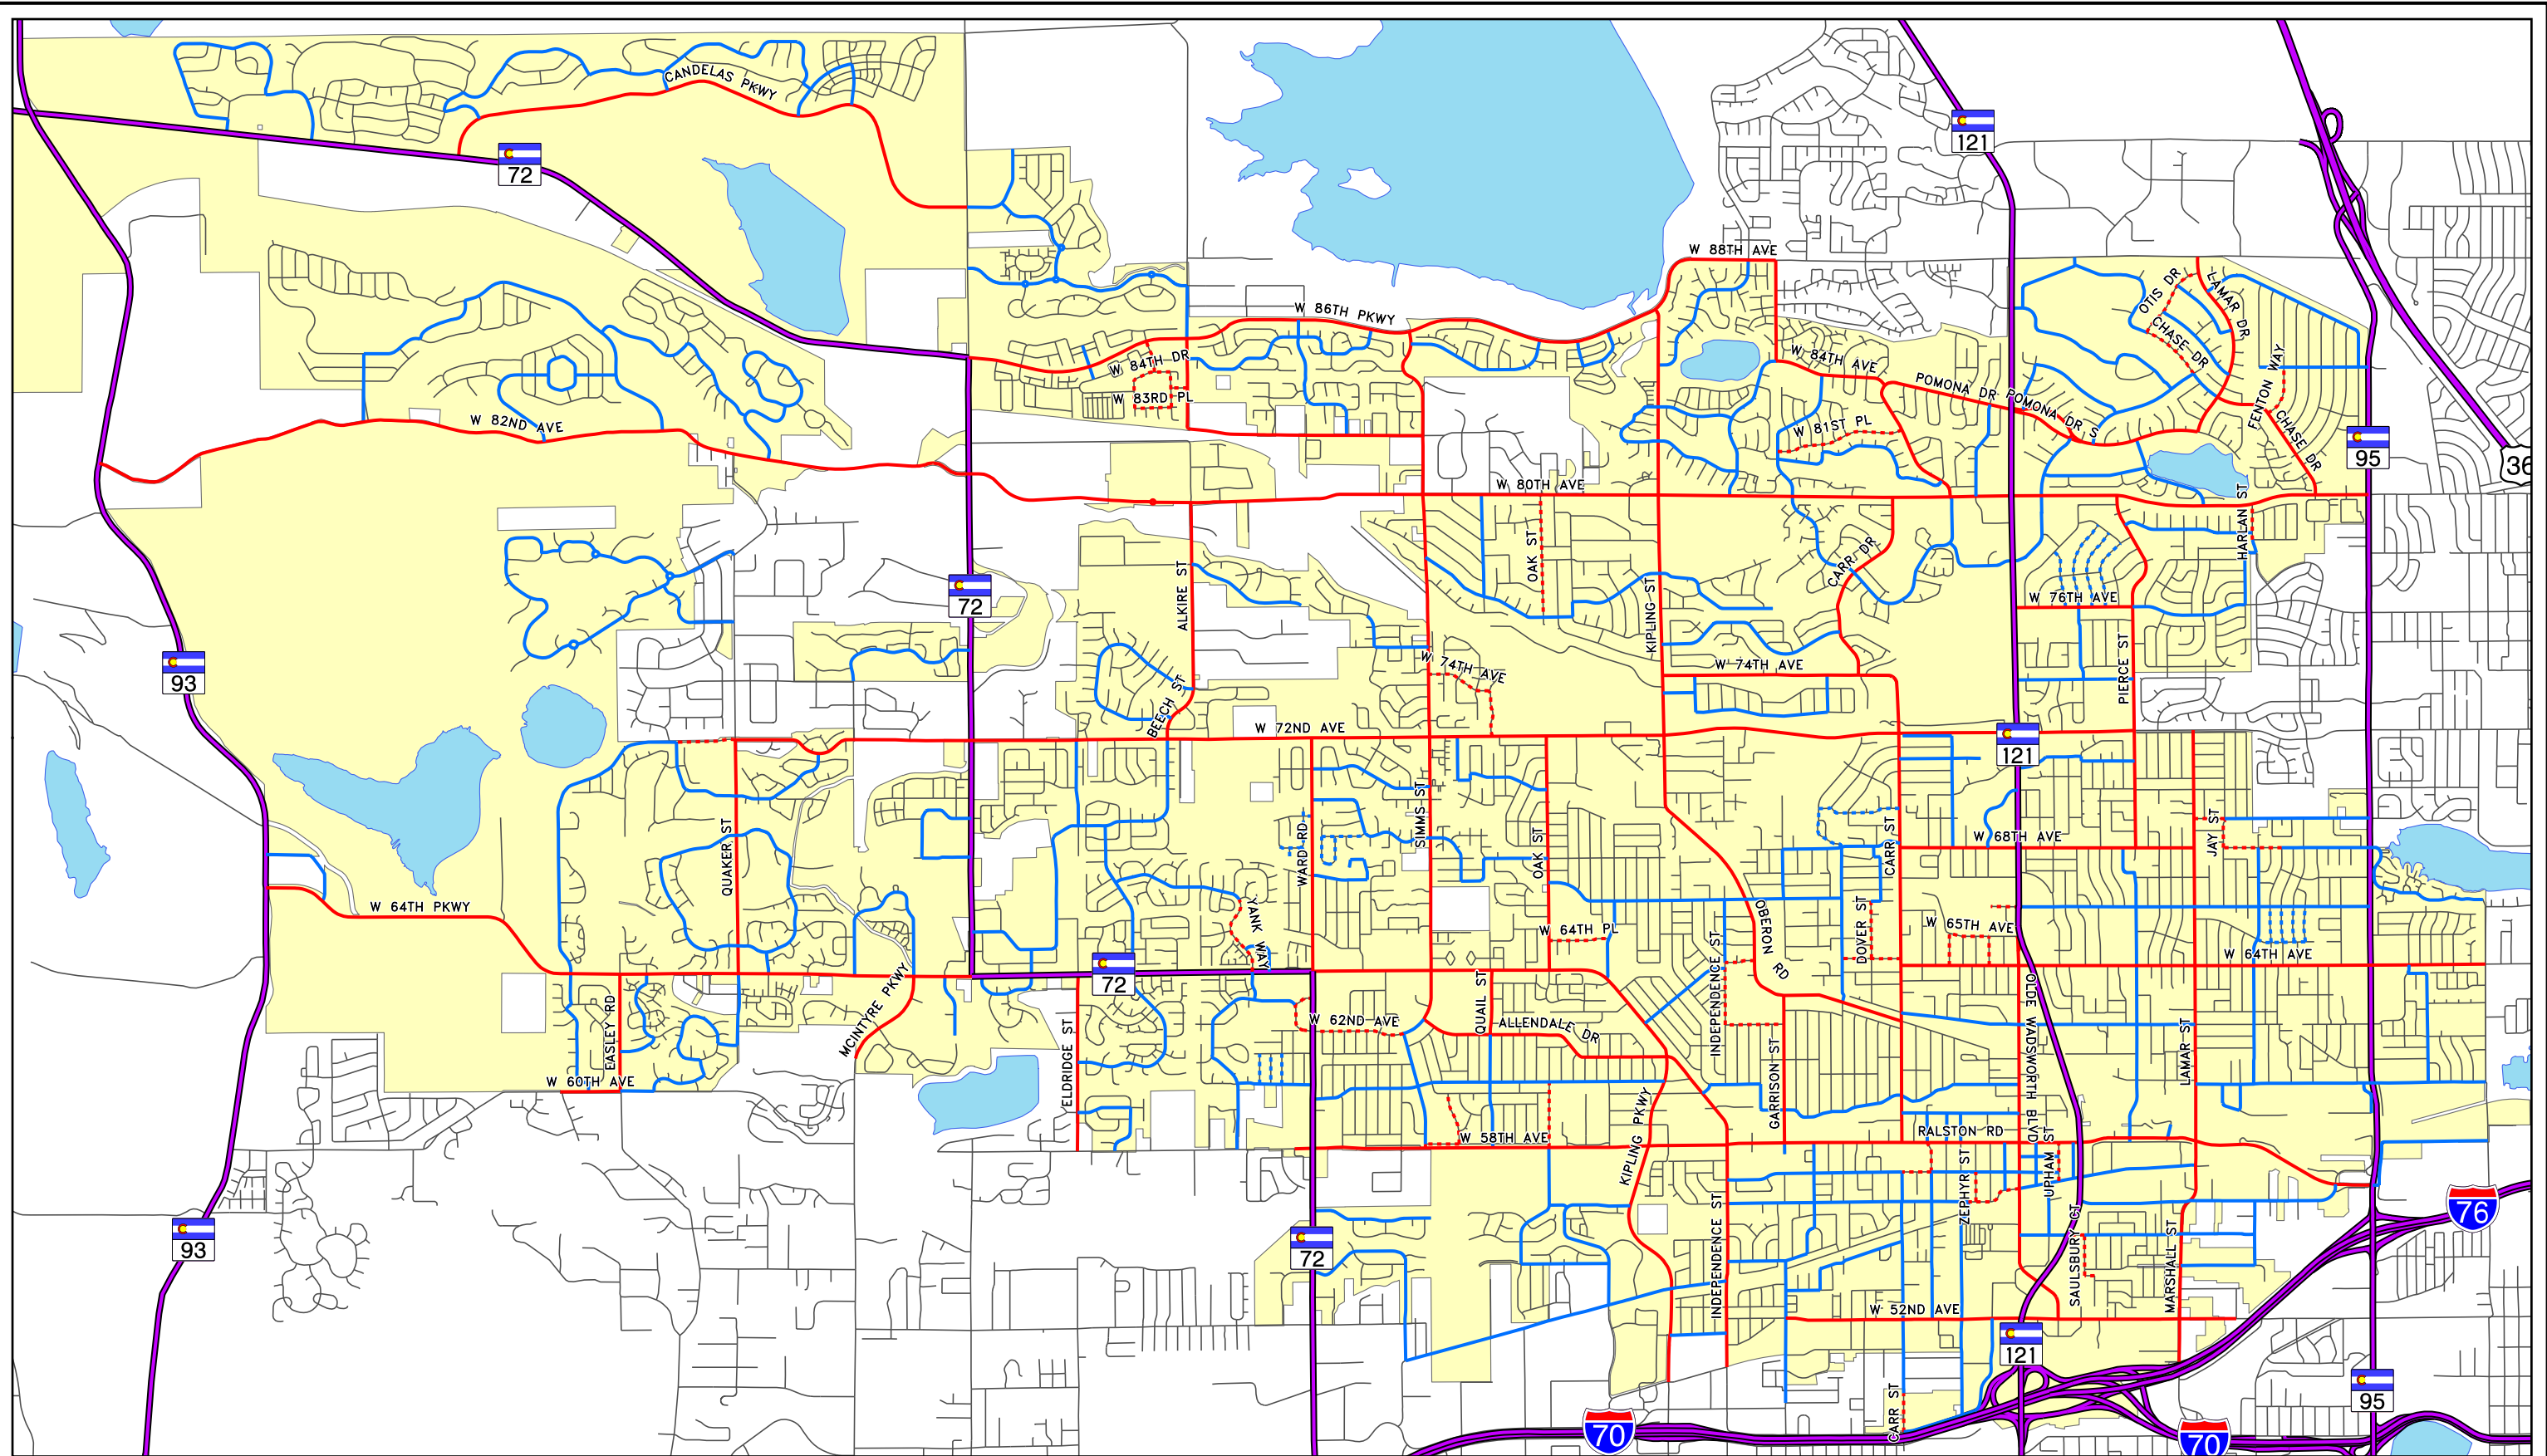 CANDELAS PKWY
72
121
W 88TH AVE
OTIS DR
LAMAR DR
W 86TH PKWY
CHASE DR
W 84TH DR
W 84TH AVE
FENTON WAY
POMONA DR
POMONA DR S
W 83RD PL
W 82ND AVE
W 81ST PL
CHASE DR
95
36
W 80TH AVE
HARLAN ST
OAK ST
CARR DR
ALKIRE ST
KIPLING ST
72
W 76TH AVE
93
W 74TH AVE
W 74TH AVE
PIERCE ST
BEECH ST
W 72ND AVE
121
SIMMS ST
JAY ST
W 68TH AVE
QUAKER ST
WARD RD
OAK ST
CARR ST
W 64TH PKWY
YANK WAY
W 64TH PL
INDEPENDENCE ST
OBERON RD
DOVER ST
W 65TH AVE
W 64TH AVE
72
MCINTYRE PKWY
EASLEY RD
ELDRIDGE ST
W 62ND AVE
QUAIL ST
ALLENDALE DR
OLDE WADSWORTH BLVD
LAMAR ST
W 60TH AVE
GARRISON ST
KIPLING PKWY
W 58TH AVE
RALSTON RD
UPHAM ST
ZEPHYR ST
93
72
INDEPENDENCE ST
SAULSBURY CT
MARSHALL ST
76
W 52ND AVE
121
95
CARR ST
70
70